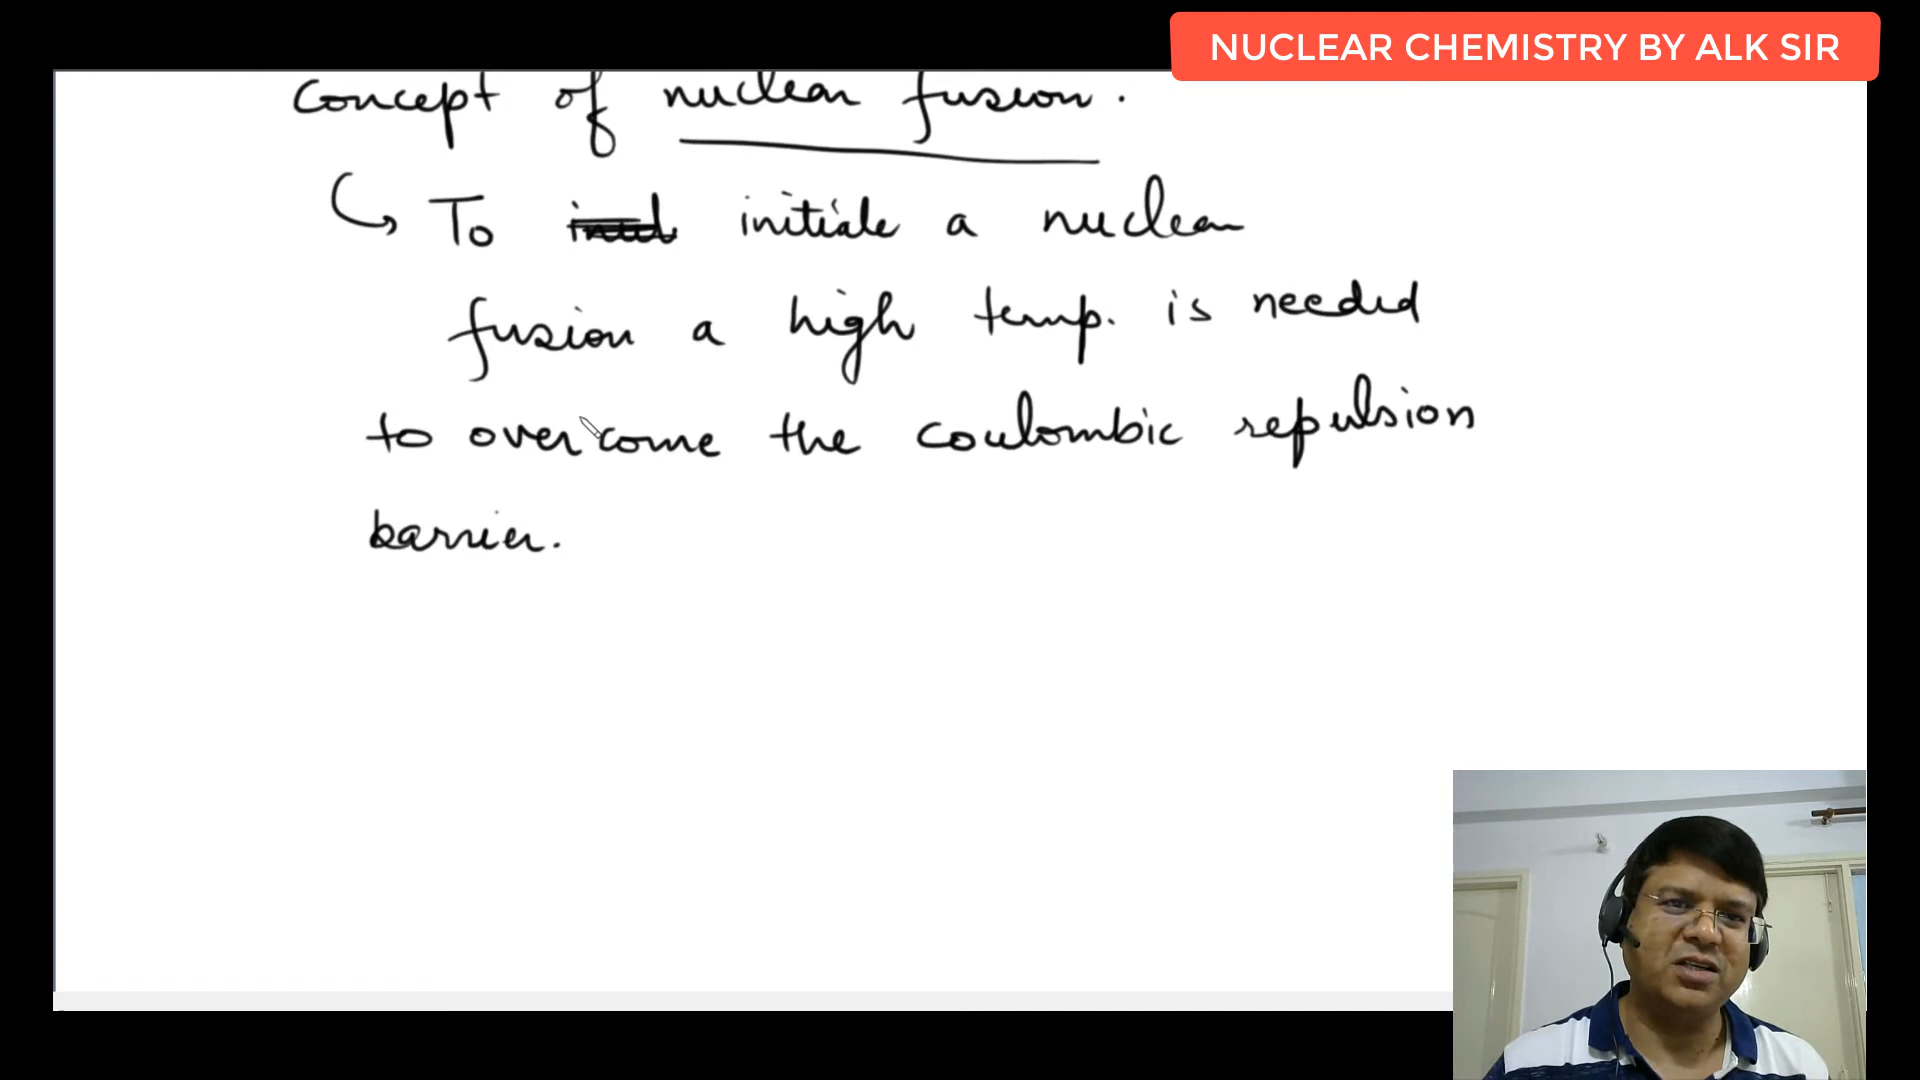 NUCLEAR CHEMISTRY BY ALK SIR
concept of nuclear fusion.
To initiate a nuclear
fusion a high temp. is needed
to overcome the coulombic repulsion
barrier.